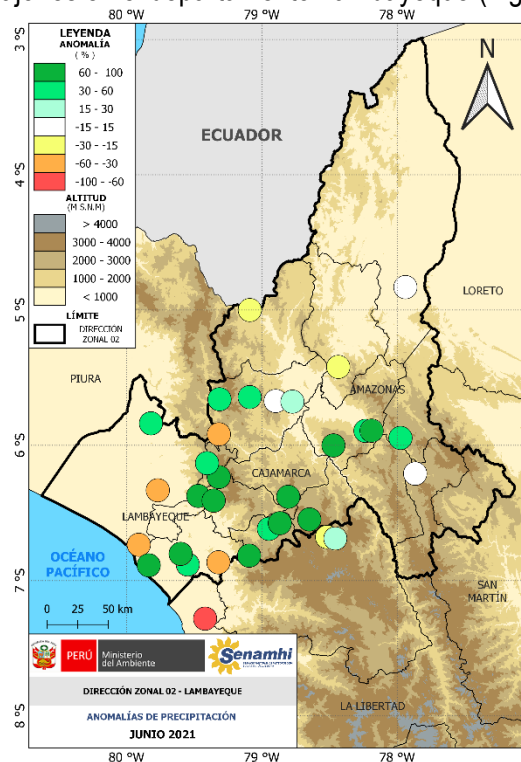 80 °W 79 °W 78 °W
LEYENDA
ANOMALÍA
( % )
60 - 100
30 - 60
15 - 30
-15 - 15
-30 - -15
-60 - -30
-100 - -60
ALTITUD
(M S.N.M)
> 4000
3000 - 4000
2000 - 3000
1000 - 2000
< 1000
LÍMITE
DIRECCIÓN
ZONAL 02
3 °S
4 °S
5 °S
6 °S
7 °S
8 °S
N
ECUADOR
LORETO
PIURA
AMAZONAS
CAJAMARCA
LAMBAYEQUE
OCÉANO
PACÍFICO
SAN
MARTÍN
LA LIBERTAD
0 25 50 km
PERÚ
Ministerio
del Ambiente
Senamhi
DIRECCIÓN ZONAL 02 - LAMBAYEQUE
ANOMALÍAS DE PRECIPITACIÓN
JUNIO 2021
80 °W 79 °W 78 °W